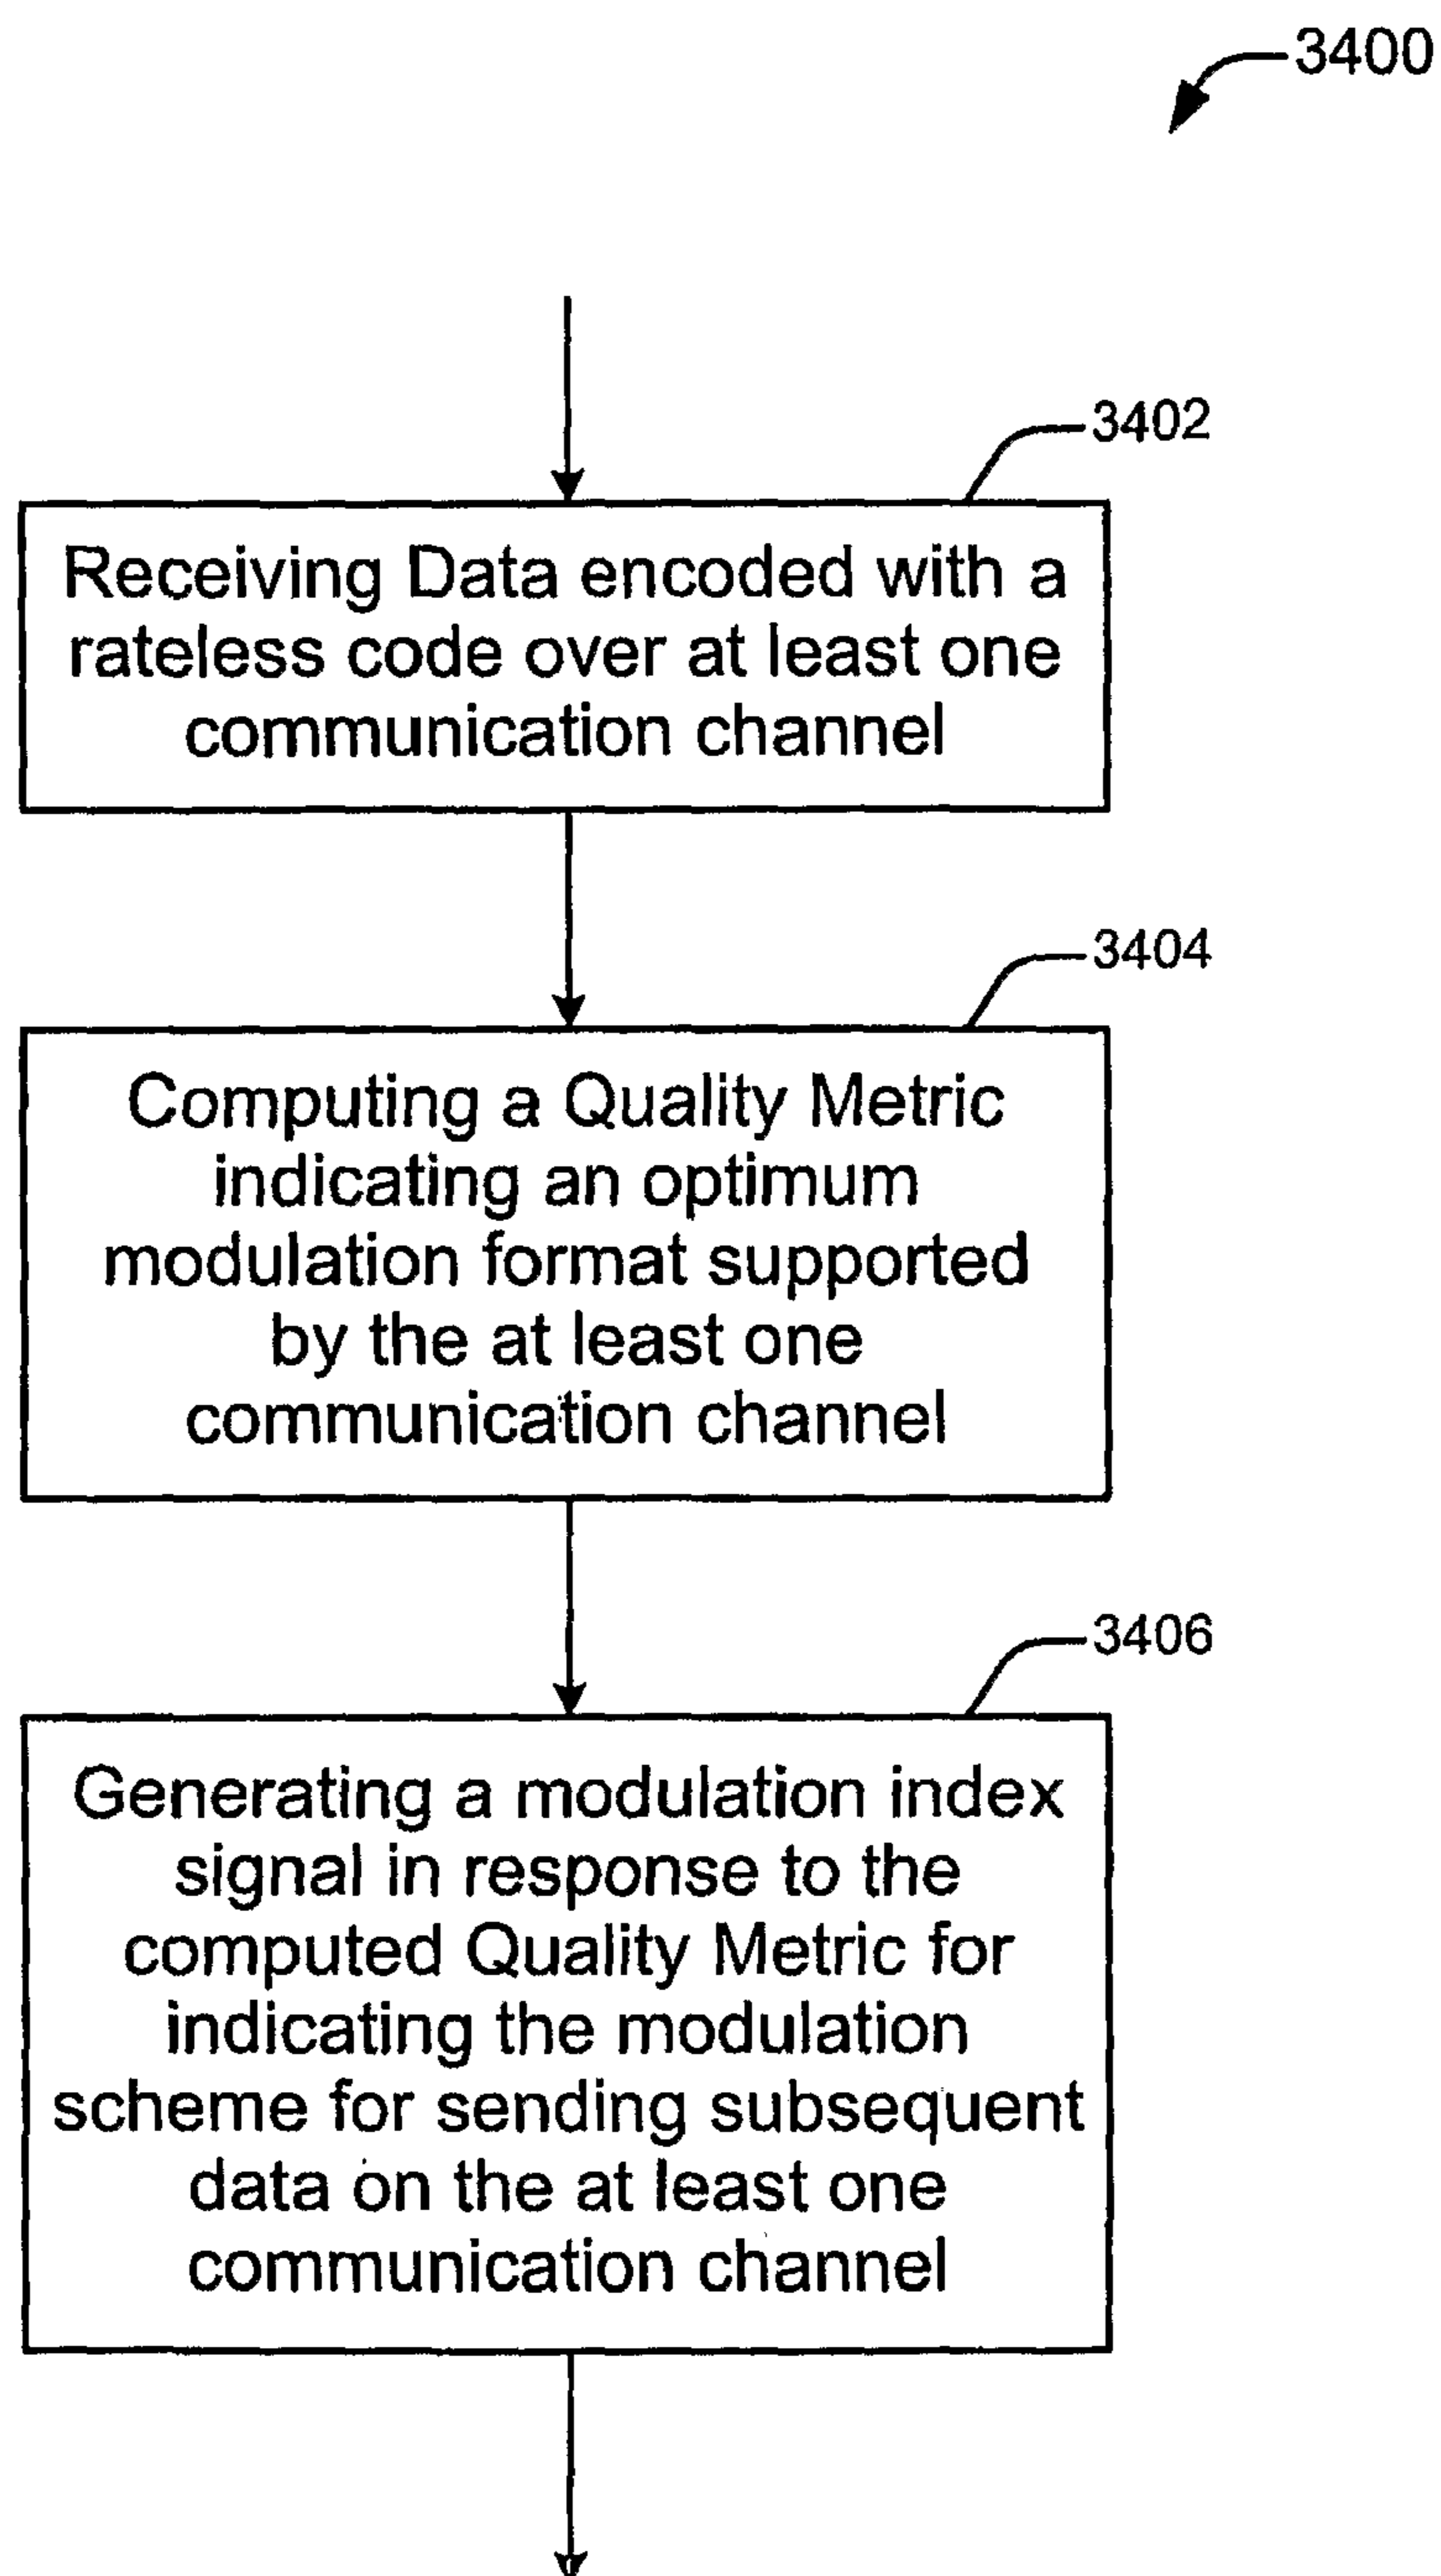 3400
3402
Receiving Data encoded with a
rateless code over at least one
communication channel
3404
Computing a Quality Metric
indicating an optimum
modulation format supported
by the at least one
communication channel
3406
Generating a modulation index
signal in response to the
computed Quality Metric for
indicating the modulation
scheme for sending subsequent
data on the at least one
communication channel